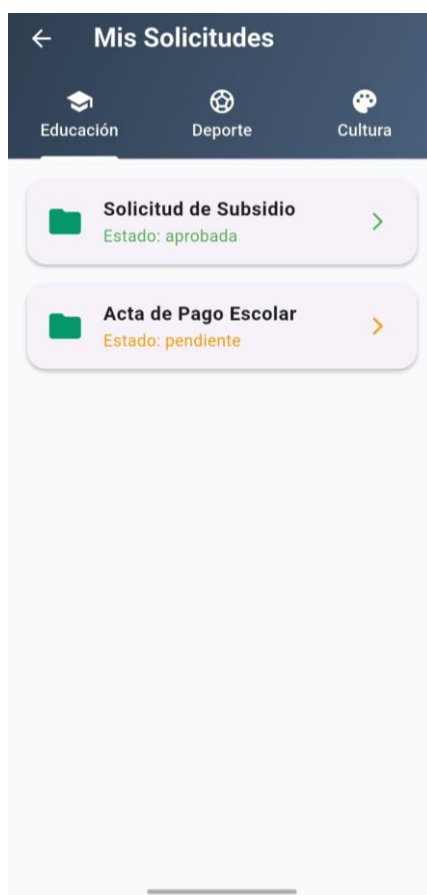 Mis Solicitudes
Educación
Deporte
Cultura
Solicitud de Subsidio
Estado: aprobada
Acta de Pago Escolar
Estado: pendiente